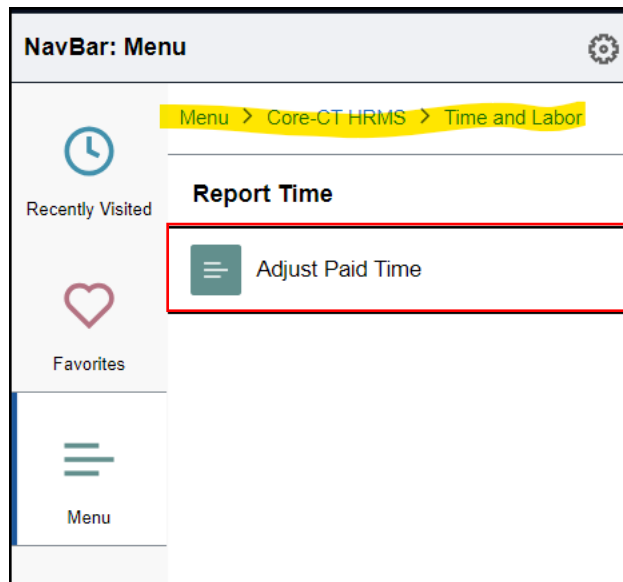 NavBar: Menu
Menu > Core-CT HRMS > Time and Labor
Recently Visited
Report Time
Adjust Paid Time
Favorites
Menu